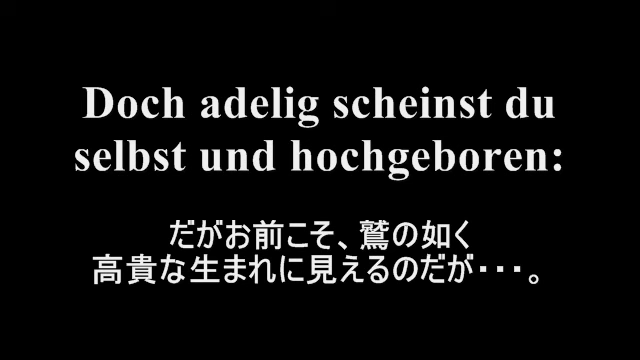 Doch adelig scheinst du
selbst und hochgeboren:
だがお前こそ、鷲の如く
高貴な生まれに見えるのだが・・・。